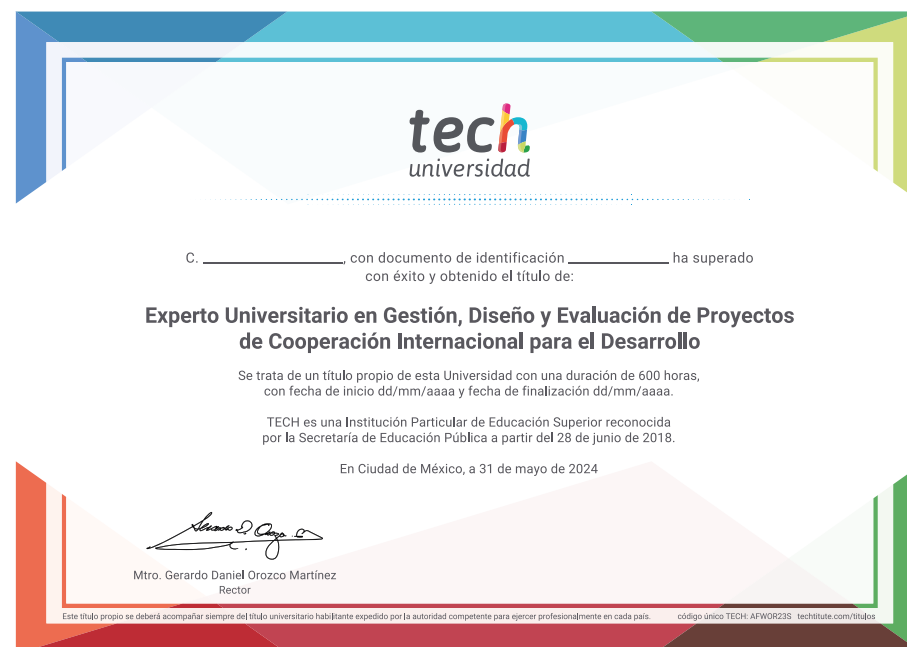 tech
universidad
C. ____________, con documento de identificación ____________ ha superado
con éxito y obtenido el título de:
Experto Universitario en Gestión, Diseño y Evaluación de Proyectos
de Cooperación Internacional para el Desarrollo
Se trata de un título propio de esta Universidad con una duración de 600 horas,
con fecha de inicio dd/mm/aaaa y fecha de finalización dd/mm/aaaa.
TECH es una Institución Particular de Educación Superior reconocida
por la Secretaría de Educación Pública a partir del 28 de junio de 2018.
En Ciudad de México, a 31 de mayo de 2024
Mtro. Gerardo Daniel Orozco Martínez
Rector
Este título propio se deberá acompañar siempre del título universitario habilitante expedido por la autoridad competente para ejercer profesionalmente en cada país. código único TECH: AFWOR23S techtitute.com/titulos